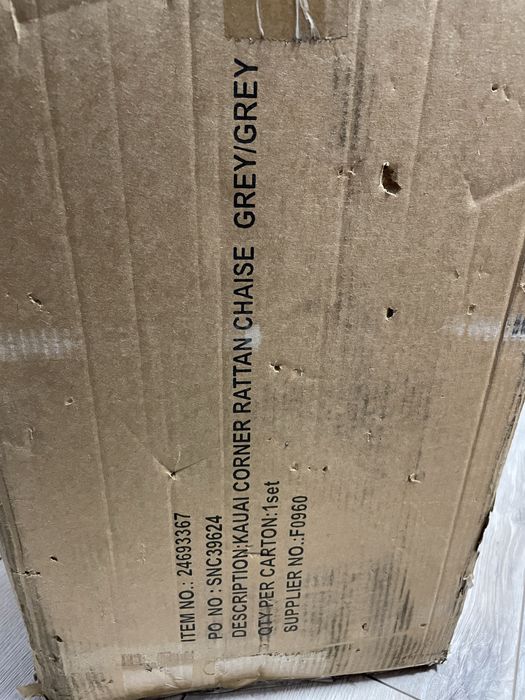 ITEM NO.: 24693367
PO NO : SNC39624
DESCRIPTION:KAUAI CORNER RATTAN CHAISE GREY/GREY
QTY PER CARTON:1set
SUPPLIER NO.:F0960